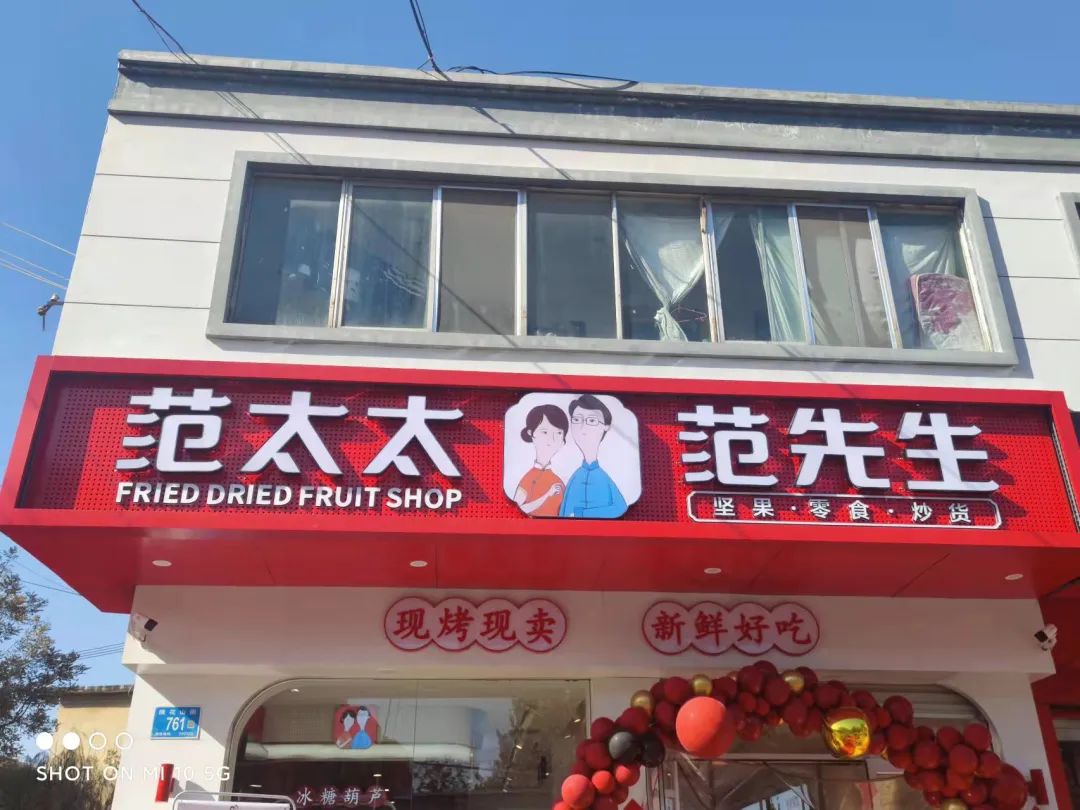 范太太
FRIED DRIED FRUIT SHOP
范先生
坚果·零食·炒货
现烤现卖
新鲜好吃
761
冰糖葫芦
SHOT ON MI 10 5G